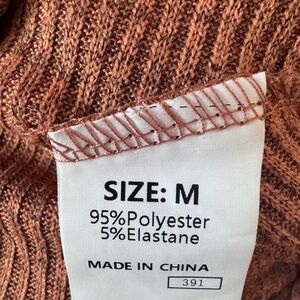 SIZE: M
95%Polyester
5%Elastane
MADE IN CHINA
391